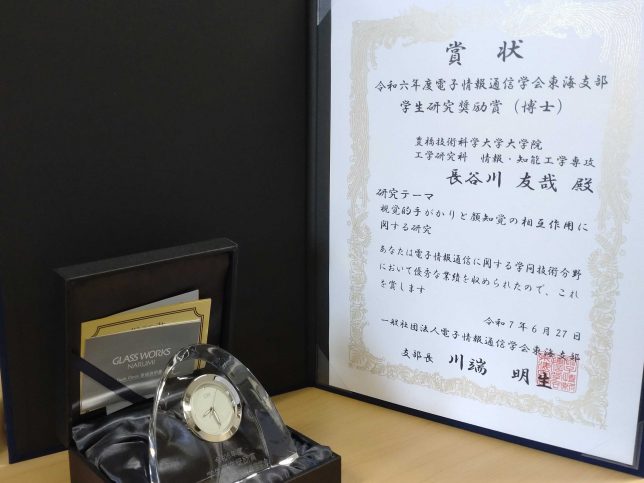 賞状
令和六年度電子情報通信学会東海支部
学生研究奨励賞（博士）
豊橋技術科学大学大学院
工学研究科 情報・知能工学専攻
長谷川 友哉 殿
研究テーマ
視覚的手がかりと顔知覚の相互作用に
関する研究
あなたは電子情報通信に関する学問技術分野
において優秀な業績を収められたので、これ
を賞します
令和7年6月27日
一般社団法人電子情報通信学会東海支部
支部長 川端 明生
GLASS WORKS
NARUMI